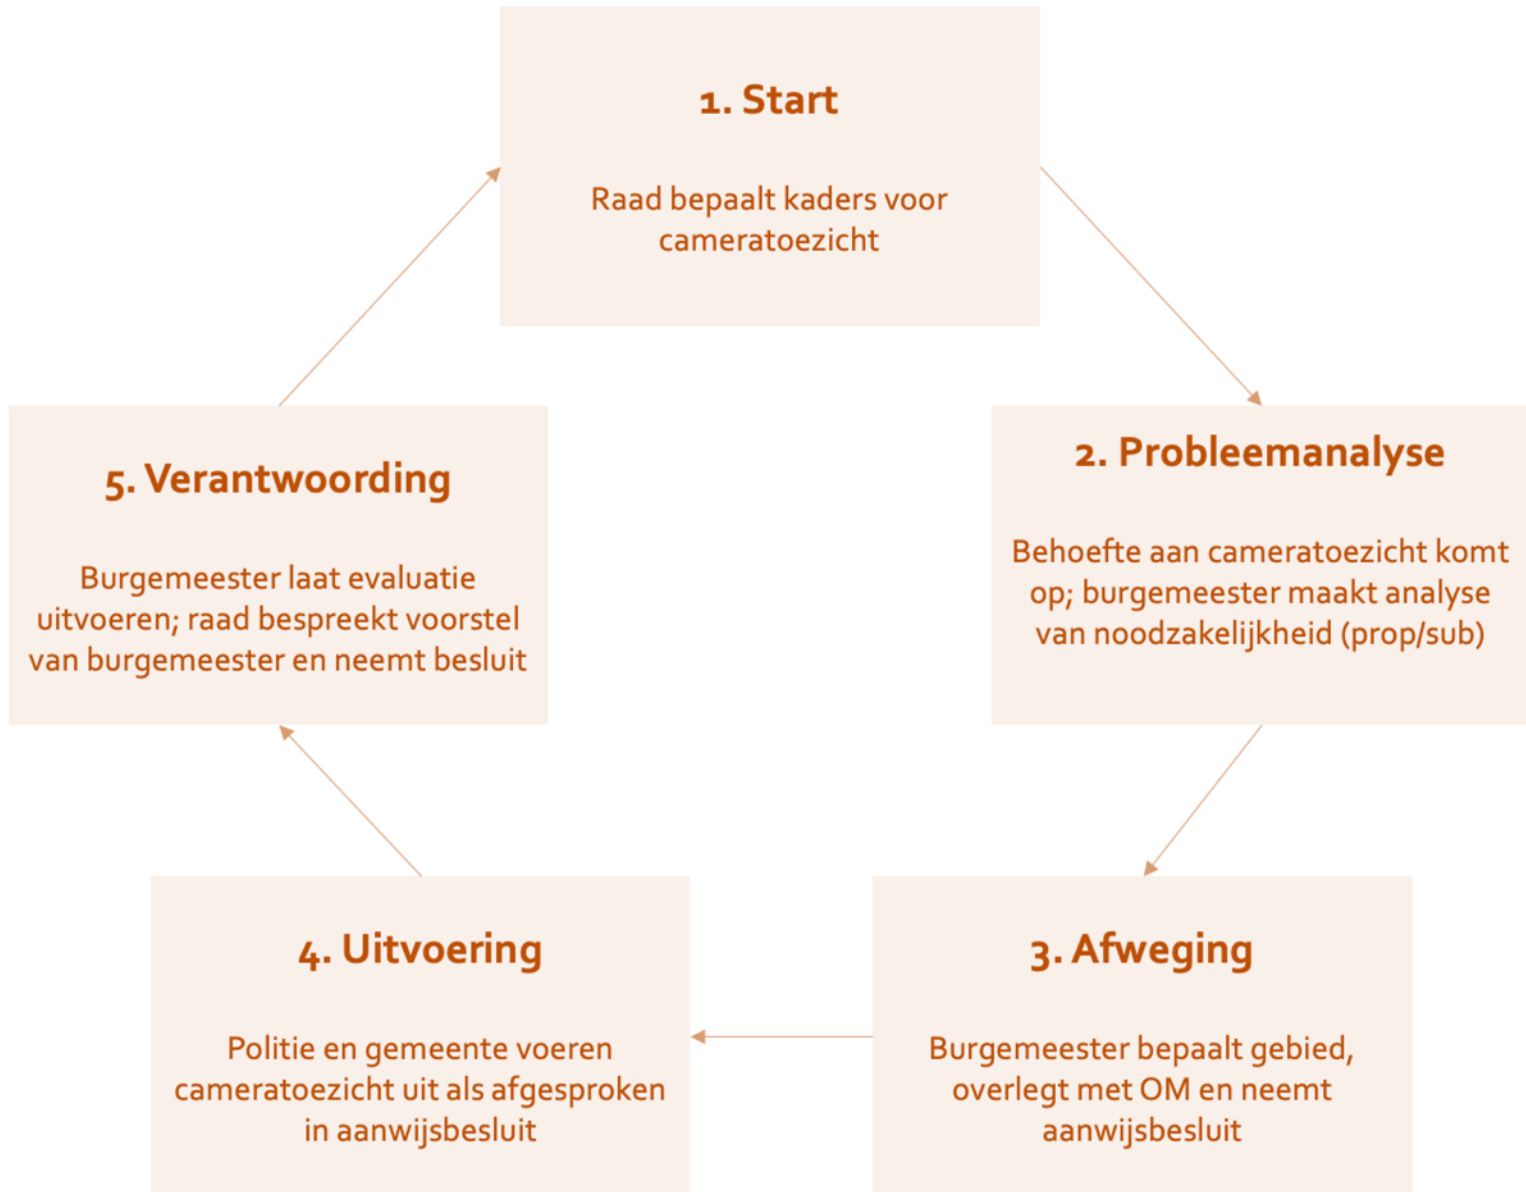 1. Start
Raad bepaalt kaders voor
cameratoezicht
2. Probleemanalyse
Behoefte aan cameratoezicht komt
op; burgemeester maakt analyse
van noodzakelijkheid (prop/sub)
3. Afweging
Burgemeester bepaalt gebied,
overlegt met OM en neemt
aanwijsbesluit
4. Uitvoering
Politie en gemeente voeren
cameratoezicht uit als afgesproken
in aanwijsbesluit
5. Verantwoording
Burgemeester laat evaluatie
uitvoeren; raad bespreekt voorstel
van burgemeester en neemt besluit